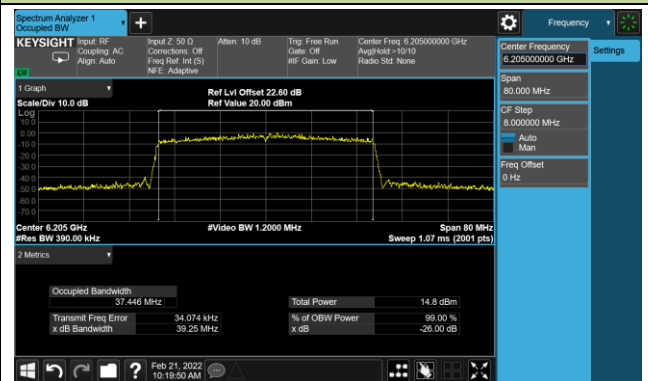 Spectrum Analyzer 1
Occupied BW
+
Frequency
KEYSIGHT
Input: RF
Coupling: AC
Align: Auto
Input Z: 50 Ω
Corrections: Off
Freq Ref: Int (S)
NFE: Adaptive
Atten: 10 dB
Trig: Free Run
Gate: Off
#IF Gain: Low
Center Freq: 6.205000000 GHz
Avg|Hold:>10/10
Radio Std: None
Center Frequency
6.205000000 GHz
Settings
Span
80.000 MHz
CF Step
8.000000 MHz
Auto
Man
Freq Offset
0 Hz
1 Graph
Ref Lvl Offset 22.60 dB
Scale/Div 10.0 dB
Ref Value 20.00 dBm
Log
10.0
0.00
-10.0
-20.0
-30.0
-40.0
-50.0
-60.0
-70.0
Center 6.205 GHz
#Video BW 1.2000 MHz
Span 80 MHz
#Res BW 390.00 kHz
Sweep 1.07 ms (2001 pts)
2 Metrics
Occupied Bandwidth
37.446 MHz
Total Power
14.8 dBm
Transmit Freq Error
34.074 kHz
% of OBW Power
99.00 %
x dB Bandwidth
39.25 MHz
x dB
-26.00 dB
?
Feb 21, 2022
10:19:50 AM